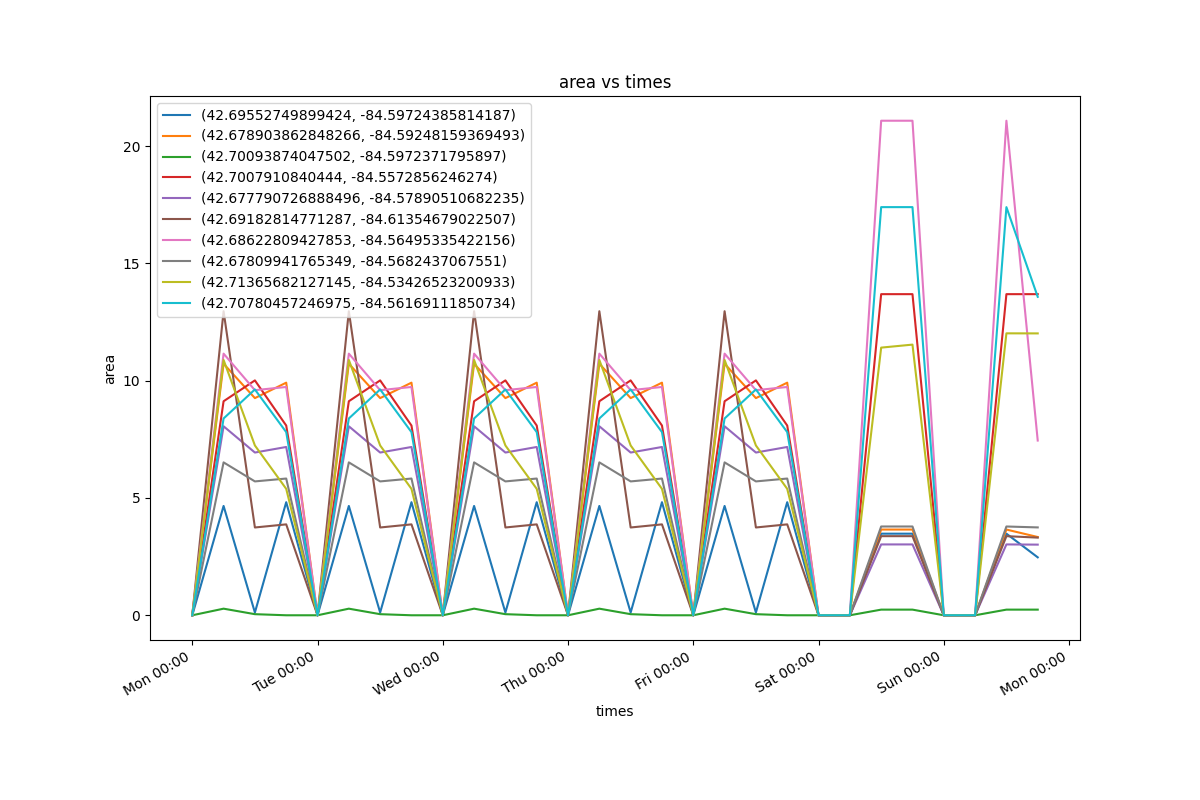 area vs times
(42.69552749899424, -84.59724385814187)
(42.678903862848266, -84.59248159369493)
(42.70093874047502, -84.5972371795897)
(42.7007910840444, -84.5572856246274)
(42.677790726888496, -84.57890510682235)
(42.69182814771287, -84.61354679022507)
(42.68622809427853, -84.56495335422156)
(42.67809941765349, -84.5682437067551)
(42.71365682127145, -84.53426523200933)
(42.70780457246975, -84.56169111850734)
area
20
15
10
5
0
Mon 00:00
Tue 00:00
Wed 00:00
Thu 00:00
Fri 00:00
Sat 00:00
Sun 00:00
Mon 00:00
times